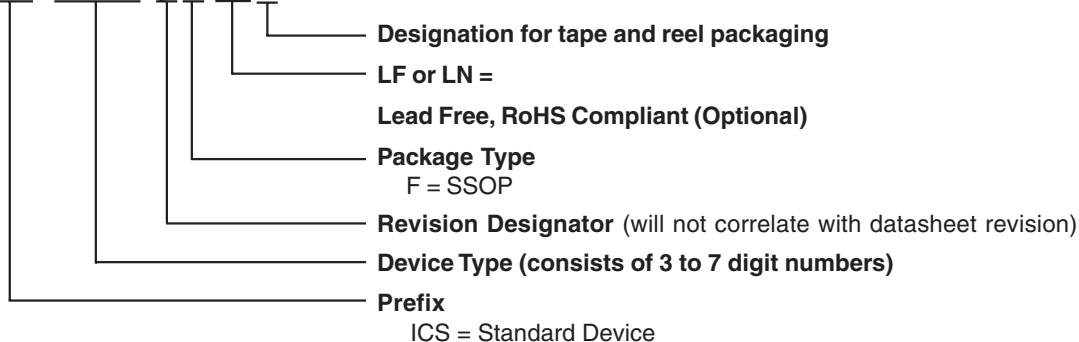 Designation for tape and reel packaging
LF or LN =
Lead Free, RoHS Compliant (Optional)
Package Type
F = SSOP
Revision Designator (will not correlate with datasheet revision)
Device Type (consists of 3 to 7 digit numbers)
Prefix
ICS = Standard Device